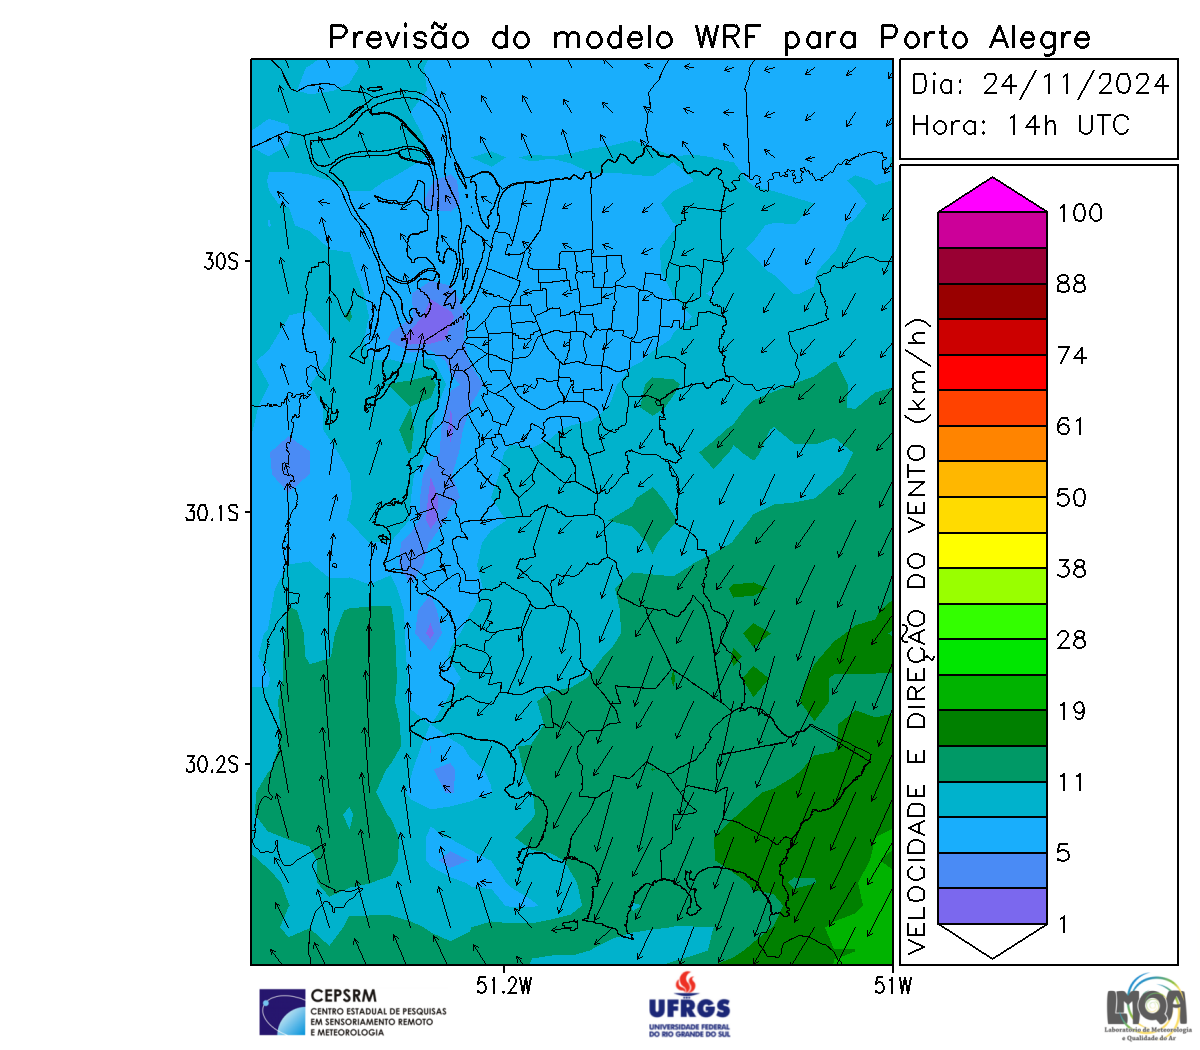 Previsão do modelo WRF para Porto Alegre
Dia: 24/11/2024
Hora: 14h UTC
100
88
74
61
50
38
28
19
11
5
1
VELOCIDADE E DIREÇÃO DO VENTO (km/h)
30S
30.1S
30.2S
51.2W
51W
CEPSRM
CENTRO ESTADUAL DE PESQUISAS
EM SENSORIAMENTO REMOTO
E METEOROLOGIA
UFRGS
UNIVERSIDADE FEDERAL
DO RIO GRANDE DO SUL
LMQA
Laboratório de Meteorologia
e Qualidade do Ar